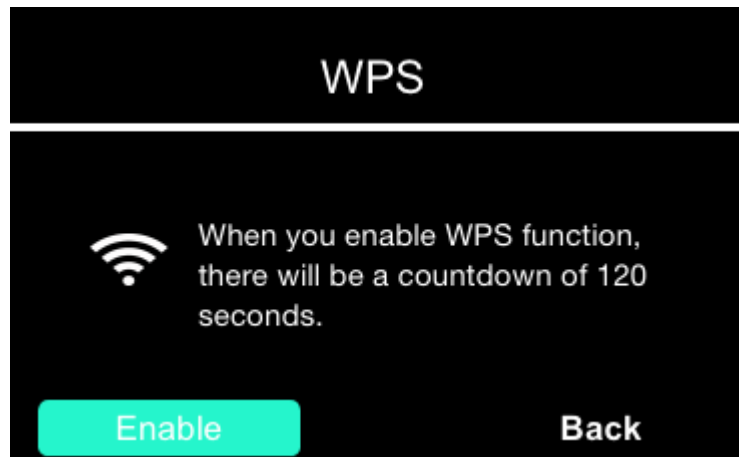 WPS
When you enable WPS function,
there will be a countdown of 120
seconds.
Enable Back